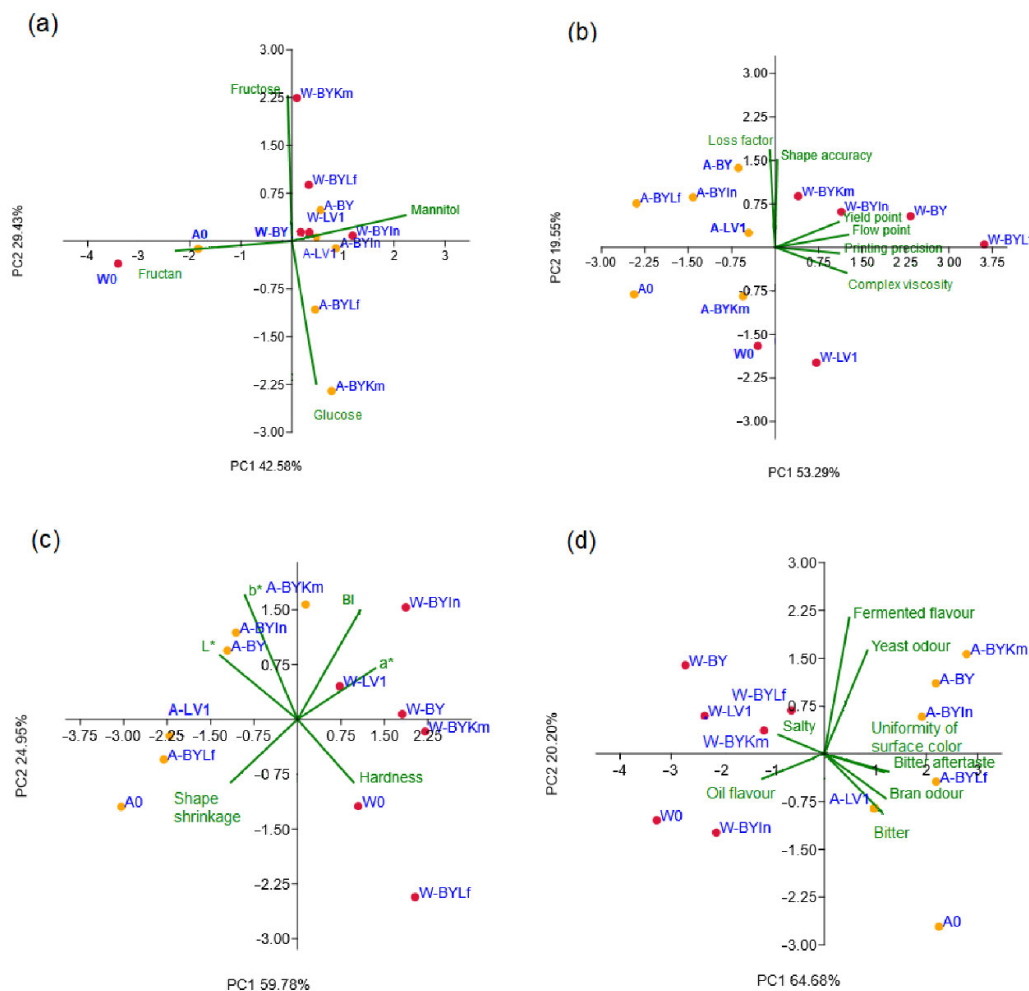 (a)
3.00
Fructose
2.25
W-BYKm
1.50
W-BYLf
0.75
A-BY
W-LV1
Mannitol
W-BY
W-BYIn
A0
A-BYIn
A-LV1
−4 −3 −2 −1 1 2 3
W0
Fructan
−0.75
A-BYLf
−1.50
−2.25
A-BYKm
Glucose
−3.00
PC2 29.43%
PC1 42.58%
(b)
3.00
2.25
Loss factor
1.50
Shape accuracy
A-BY
A-BYLf
A-BYIn
W-BYKm
W-BYIn
W-BY
Yield point
A-LV1
Flow point
W-BYL
Printing precision
−3.00 −2.25 −1.50 −0.75 0.75 1.50 2.25 3.00 3.75
A0
−0.75
Complex viscosity
A-BYKm
−1.50
W0
W-LV1
−2.25
−3.00
PC2 19.55%
PC1 53.29%
(c)
b*
A-BYKm
BI
1.50
W-BYIn
A-BYIn
L*
A-BY
0.75
a*
W-LV1
A-LV1
W-BY
W-BYKm
−3.75 −3.00 −2.25 −1.50 −0.75 0.75 1.50 2.25
A-BYLf
−0.75
Hardness
Shape
shrinkage
A0
W0
−1.50
−2.25
W-BYLf
−3.00
PC2 24.95%
PC1 59.78%
(d)
3.00
2.25
Fermented flavour
Yeast odour
A-BYKm
1.50
W-BY
A-BY
W-BYLf
0.75
W-LV1
A-BYIn
Salty
Uniformity of
surface color
W-BYKm
Bitter aftertaste
−4 −3 −2 −1 1 2 3
A-BYLf
Oil flavour
Bran odour
A-LV1
−0.75
Bitter
W0
W-BYIn
−1.50
−2.25
A0
−3.00
PC2 20.20%
PC1 64.68%